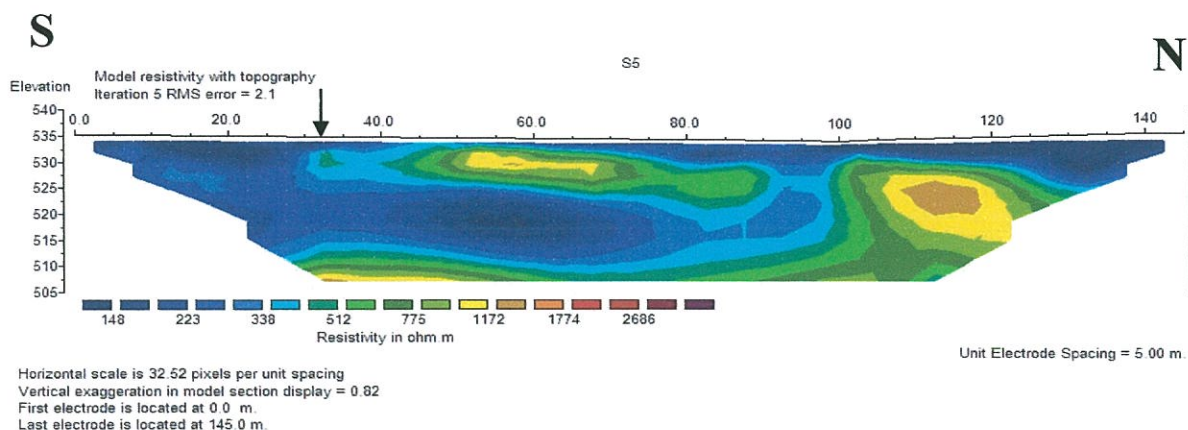 S
N
S5
Model resistivity with topography
Iteration 5 RMS error = 2.1
Elevation
540
535
530
525
520
515
510
505
0.0 20.0 40.0 60.0 80.0 100 120 140
148 223 338 512 775 1172 1774 2686
Resistivity in ohm m
Unit Electrode Spacing = 5.00 m.
Horizontal scale is 32.52 pixels per unit spacing
Vertical exaggeration in model section display = 0.82
First electrode is located at 0.0 m.
Last electrode is located at 145.0 m.